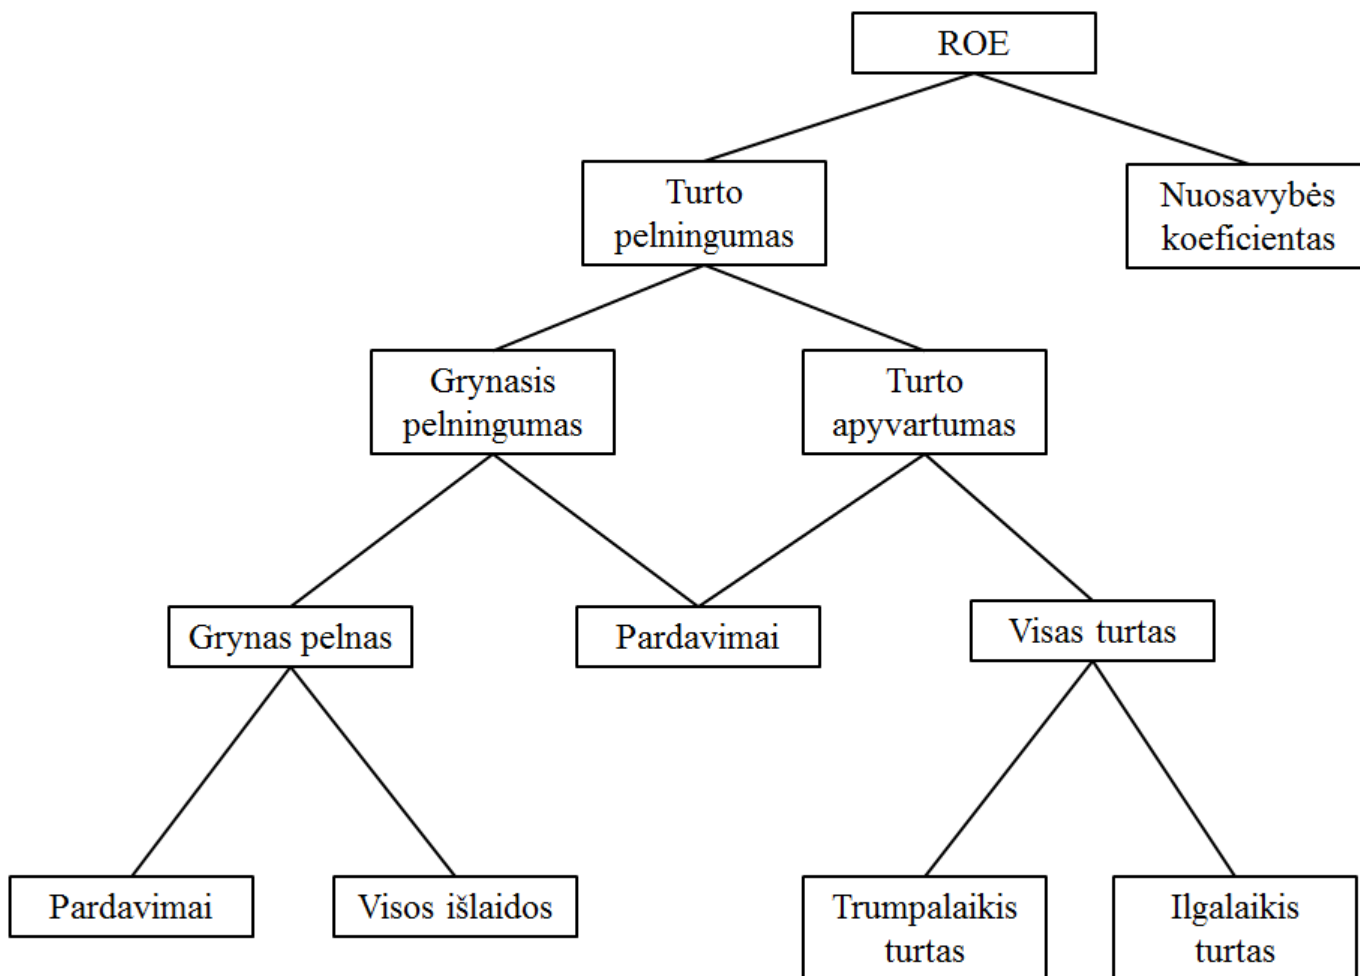 ROE
Turto
pelningumas
Nuosavybės
koeficientas
Grynasis
pelningumas
Turto
apyvartumas
Grynas pelnas
Pardavimai
Visas turtas
Pardavimai
Visos išlaidos
Trumpalaikis
turtas
Ilgalaikis
turtas